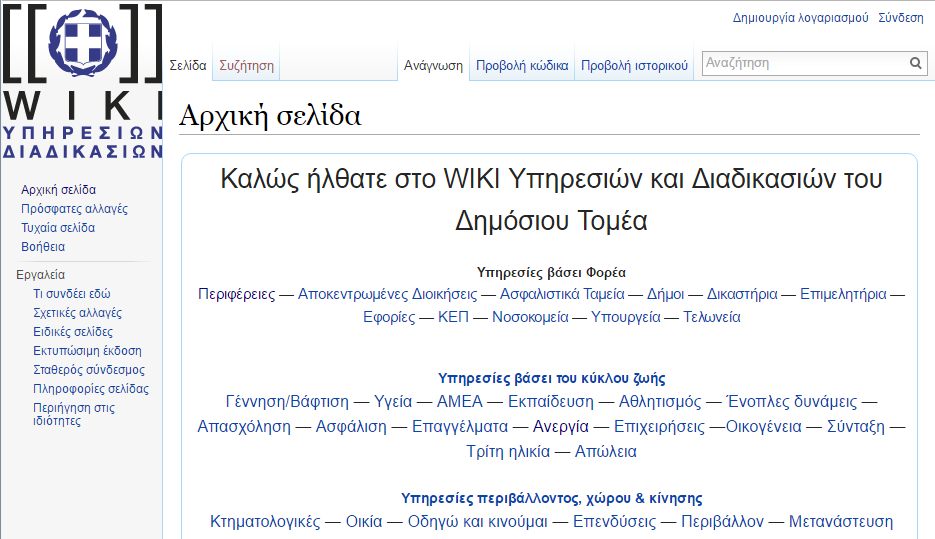 [[ ]]
WIKI
ΥΠΗΡΕΣΙΩΝ
ΔΙΑΔΙΚΑΣΙΩΝ
Δημιουργία λογαριασμού Σύνδεση
Σελίδα Συζήτηση Ανάγνωση Προβολή κώδικα Προβολή ιστορικού Αναζήτηση
Αρχική σελίδα
Πρόσφατες αλλαγές
Τυχαία σελίδα
Βοήθεια
Εργαλεία
Τι συνδέει εδώ
Σχετικές αλλαγές
Ειδικές σελίδες
Εκτυπώσιμη έκδοση
Σταθερός σύνδεσμος
Πληροφορίες σελίδας
Περιήγηση στις
ιδιότητες
Αρχική σελίδα
Καλώς ήλθατε στο WIKI Υπηρεσιών και Διαδικασιών του
Δημόσιου Τομέα
Υπηρεσίες βάσει Φορέα
Περιφέρειες — Αποκεντρωμένες Διοικήσεις — Ασφαλιστικά Ταμεία — Δήμοι — Δικαστήρια — Επιμελητήρια —
Εφορίες — ΚΕΠ — Νοσοκομεία — Υπουργεία — Τελωνεία
Υπηρεσίες βάσει του κύκλου ζωής
Γέννηση/Βάφτιση — Υγεία — ΑΜΕΑ — Εκπαίδευση — Αθλητισμός — Ένοπλες δυνάμεις —
Απασχόληση — Ασφάλιση — Επαγγέλματα — Ανεργία — Επιχειρήσεις —Οικογένεια — Σύνταξη —
Τρίτη ηλικία — Απώλεια
Υπηρεσίες περιβάλλοντος, χώρου & κίνησης
Κτηματολογικές — Οικία — Οδηγώ και κινούμαι — Επενδύσεις — Περιβάλλον — Μετανάστευση